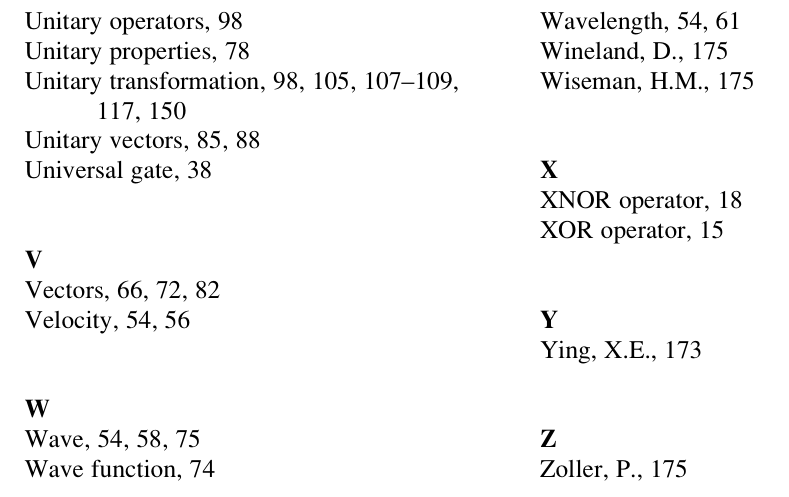 Unitary operators, 98
Unitary properties, 78
Unitary transformation, 98, 105, 107–109,
117, 150
Unitary vectors, 85, 88
Universal gate, 38
V
Vectors, 66, 72, 82
Velocity, 54, 56
W
Wave, 54, 58, 75
Wave function, 74
Wavelength, 54, 61
Wineland, D., 175
Wiseman, H.M., 175
X
XNOR operator, 18
XOR operator, 15
Y
Ying, X.E., 173
Z
Zoller, P., 175